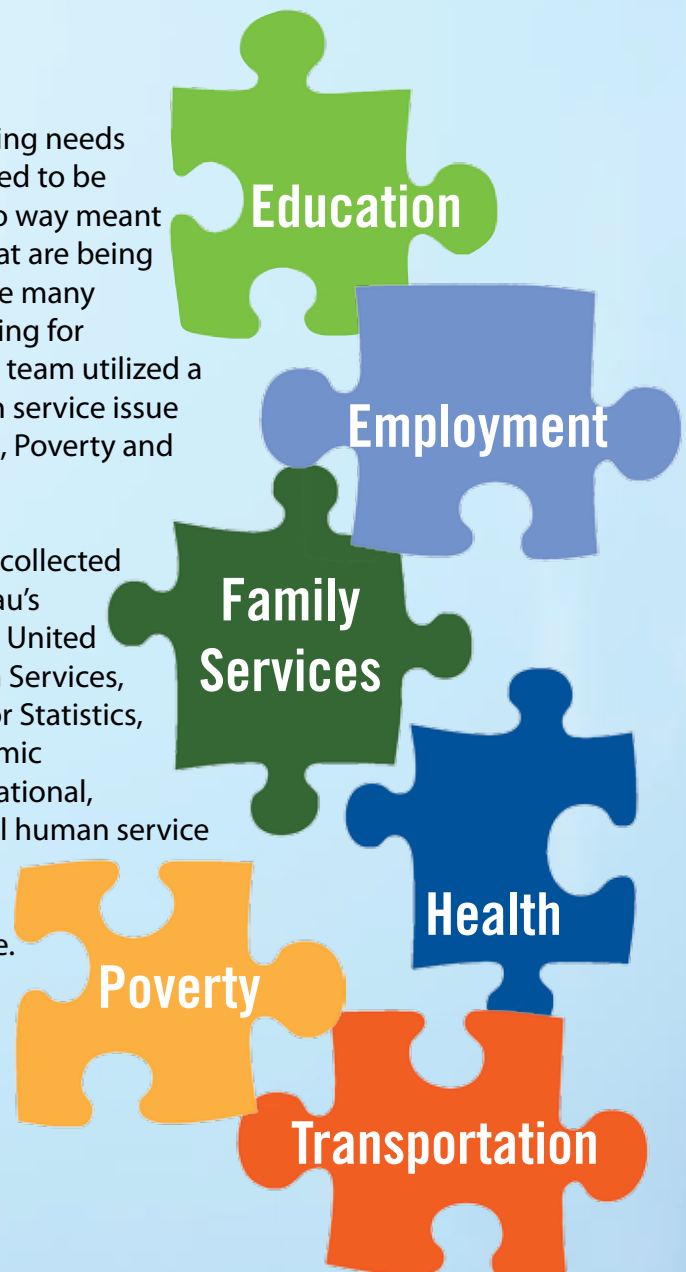 ing needs
ed to be
o way meant
at are being
e many
ing for
team utilized a
n service issue
, Poverty and
collected
au's
United
n Services,
or Statistics,
mic
ational,
l human service
e.
Education
Employment
Family
Services
Health
Poverty
Transportation